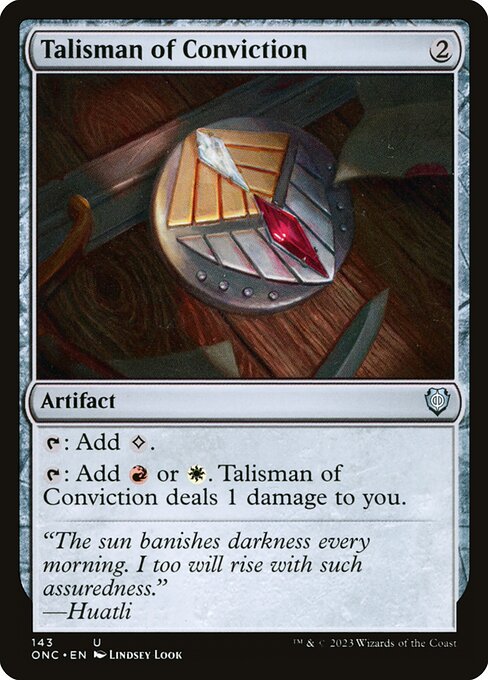 Talisman of Conviction 2
Artifact
: Add .
: Add or . Talisman of
Conviction deals 1 damage to you.
“The sun banishes darkness every
morning. I too will rise with such
assuredness.”
—Huatli
143 U
ONC • EN Lindsey Look
™ & © 2023 Wizards of the Coast